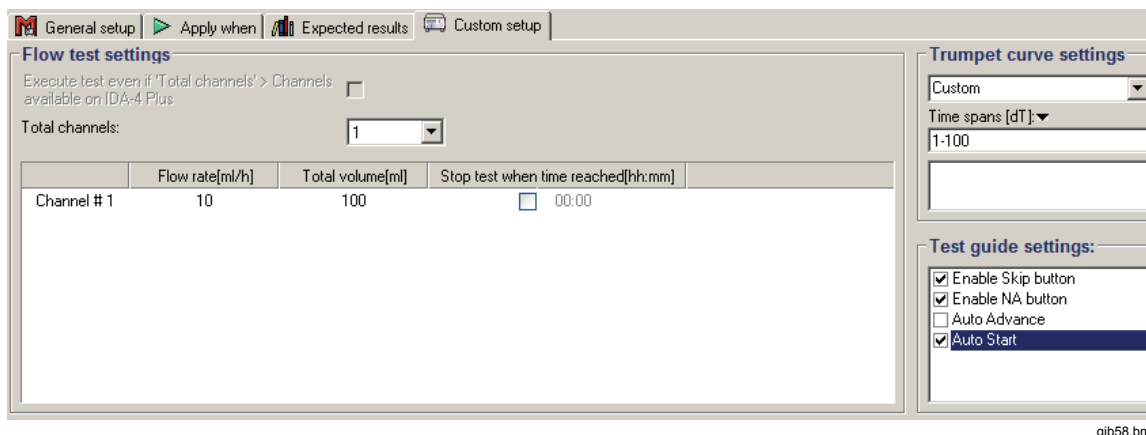 General setup Apply when Expected results Custom setup
Flow test settings
Execute test even if 'Total channels' > Channels
available on IDA-4 Plus
Total channels: 1
Flow rate[ml/h] Total volume[ml] Stop test when time reached[hh:mm]
Channel # 1 10 100 00:00
Trumpet curve settings
Custom
Time spans [dT]:
1-100
Test guide settings:
Enable Skip button
Enable NA button
Auto Advance
Auto Start